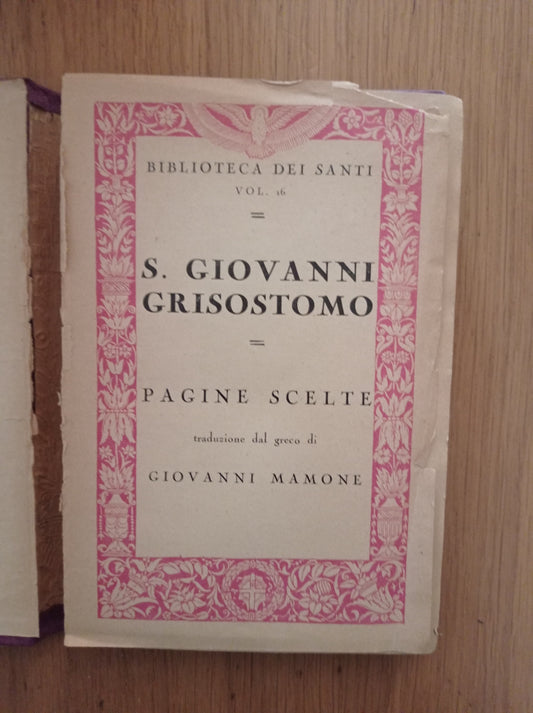 BIBLIOTECA DEI SANTI
VOL. 16
S. GIOVANNI
GRISOSTOMO
PAGINE SCELTE
traduzione dal greco di
GIOVANNI MAMONE